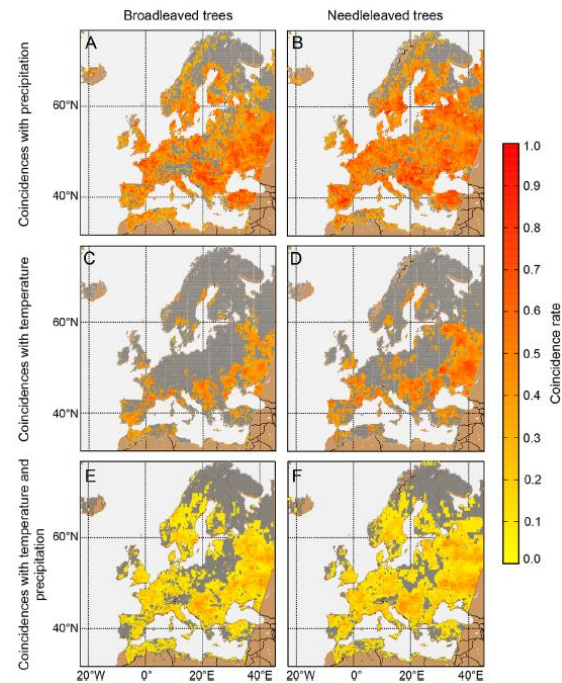 Broadleaved trees
Needleleaved trees
Coincidences with precipitation
A
B
60°N
40°N
Coincidences with temperature
C
D
60°N
40°N
Coincidences with temperature and
precipitation
E
F
60°N
40°N
20°W
0°
20°E
40°E
20°W
0°
20°E
40°E
1.0
0.9
0.8
0.7
0.6
0.5
0.4
0.3
0.2
0.1
0.0
Coincidence rate